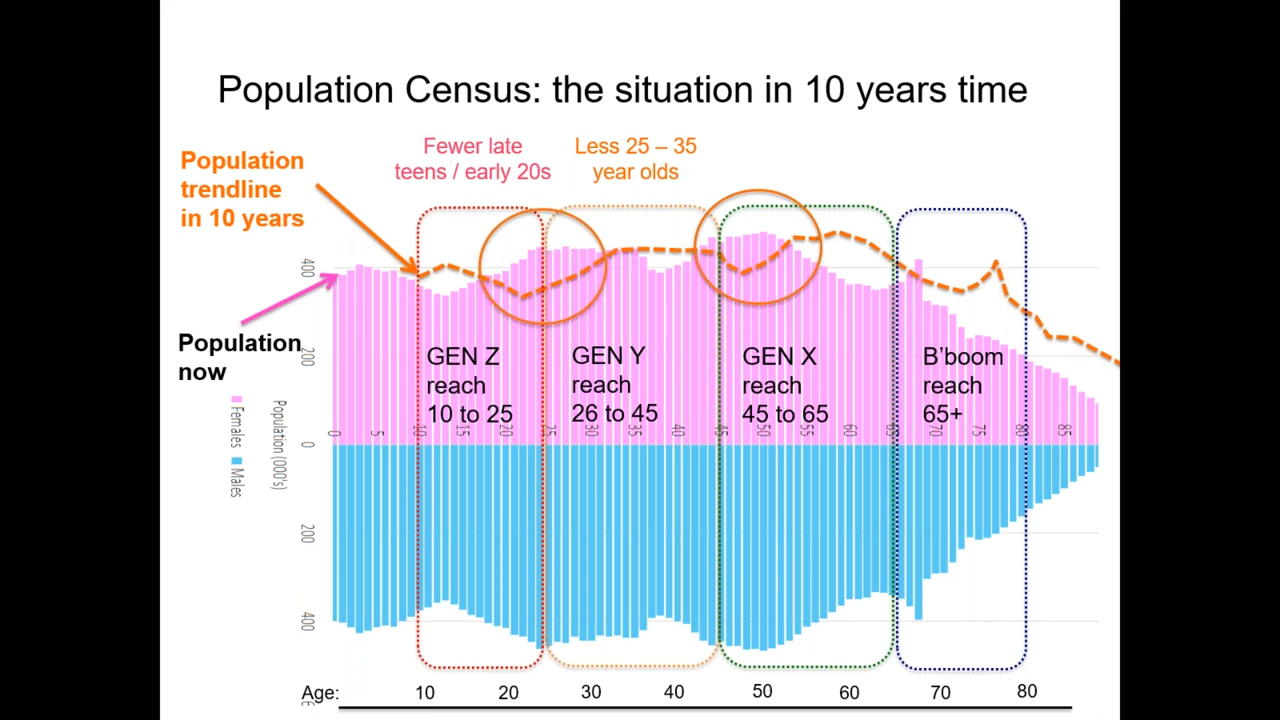 Population Census: the situation in 10 years time
Population
trendline
in 10 years
Fewer late
teens / early 20s
Less 25 – 35
year olds
Population
now
GEN Z
reach
10 to 25
GEN Y
reach
26 to 45
GEN X
reach
45 to 65
B'boom
reach
65+
400
200
0
200
400
Females
Males
Population (000's)
0 5 10 15 20 25 30 35 40 45 50 55 60 65 70 75 80 85
Age: 10 20 30 40 50 60 70 80